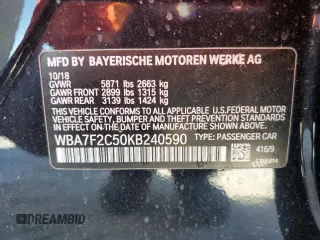 MFD BY BAYERISCHE MOTOREN WERKE AG
10/18
GVWR 5871 lbs 2663 kg
GAWR FRONT 2899 lbs 1315 kg
GAWR REAR 3139 lbs 1424 kg
THIS VEHICLE CONFORMS TO ALL APPLICABLE U.S. FEDERAL MOTOR VEHICLE SAFETY, BUMPER, AND THEFT PREVENTION STANDARDS IN EFFECT ON THE DATE OF MANUFACTURE SHOWN ABOVE.
WBA7F2C50KB240590
TYPE: PASSENGER CAR
416/9
DREAMBID